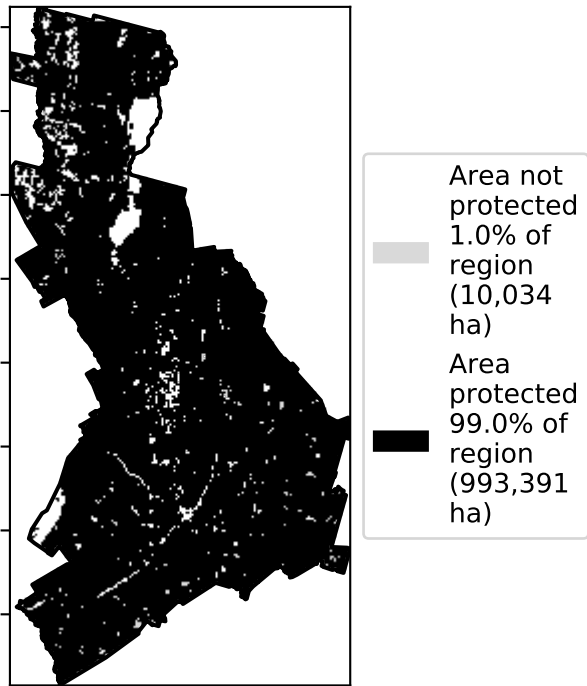 Area not
protected
1.0% of
region
(10,034
ha)
Area
protected
99.0% of
region
(993,391
ha)